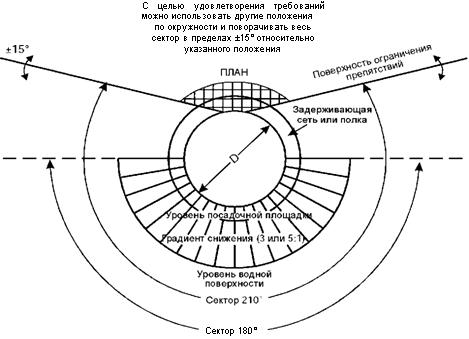 С целью удовлетворения требований
можно использовать другие положения
по окружности и поворачивать весь
сектор в пределах ±15° относительно
указанного положения
±15°
ПЛАН
Поверхность ограничения
препятствий
Задерживающая
сеть или полка
D
Уровень посадочной площадки
Градиент снижения (3 или 5:1)
Уровень водной
поверхности
Сектор 210°
Сектор 180°